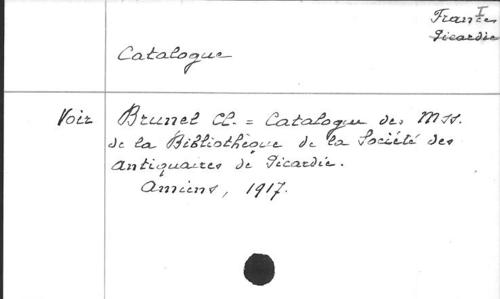 I
France
Picardie
Catalogue
Voir Brunel Cl. = Catalogue des Mss.
de la Bibliothèque de la Société des
Antiquaires de Picardie.
Amiens, 1917.